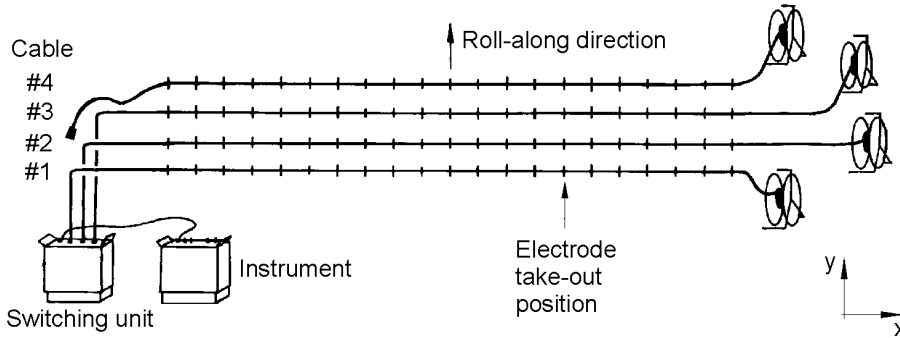 Roll-along direction
Cable
#4
#3
#2
#1
Electrode
take-out
position
Instrument
Switching unit
y
x